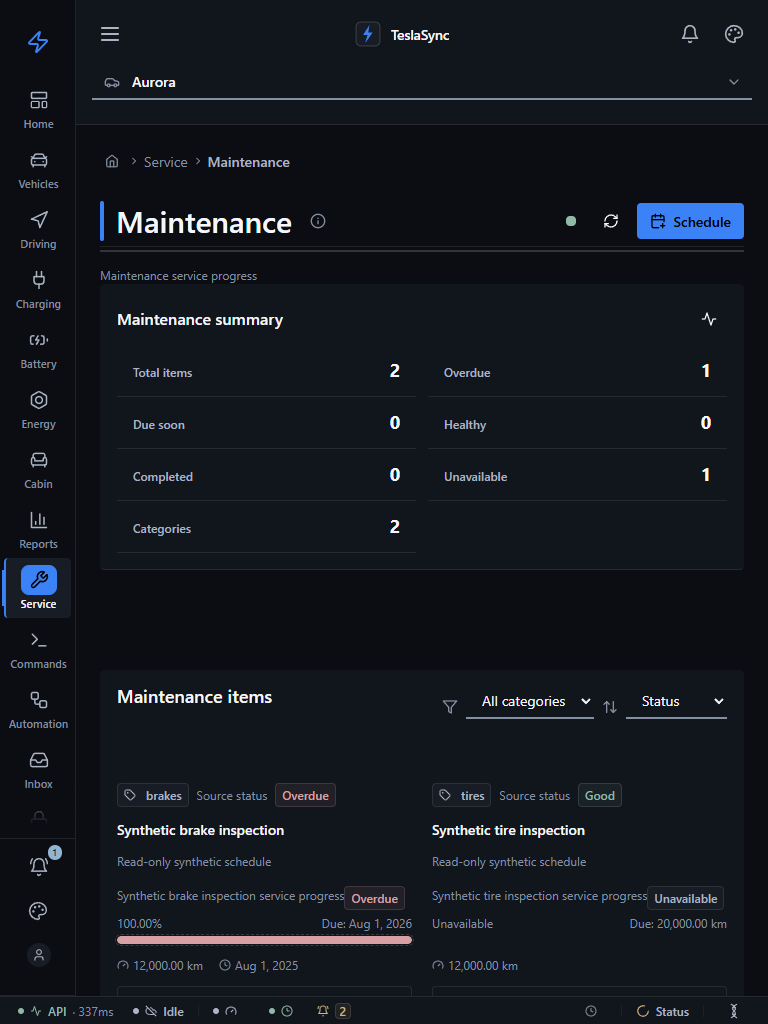 TeslaSync
Aurora
Home
Vehicles
Driving
Charging
Battery
Energy
Cabin
Reports
Service
Commands
Automation
Inbox
1
Service
Maintenance
Maintenance
Schedule
Maintenance service progress
Maintenance summary
Total items 2
Overdue 1
Due soon 0
Healthy 0
Completed 0
Unavailable 1
Categories 2
Maintenance items
All categories
Status
brakes Source status Overdue
Synthetic brake inspection
Read-only synthetic schedule
Synthetic brake inspection service progress Overdue
100.00% Due: Aug 1, 2026
12,000.00 km Aug 1, 2025
tires Source status Good
Synthetic tire inspection
Read-only synthetic schedule
Synthetic tire inspection service progress Unavailable
Unavailable Due: 20,000.00 km
12,000.00 km
API · 337ms Idle 2 Status